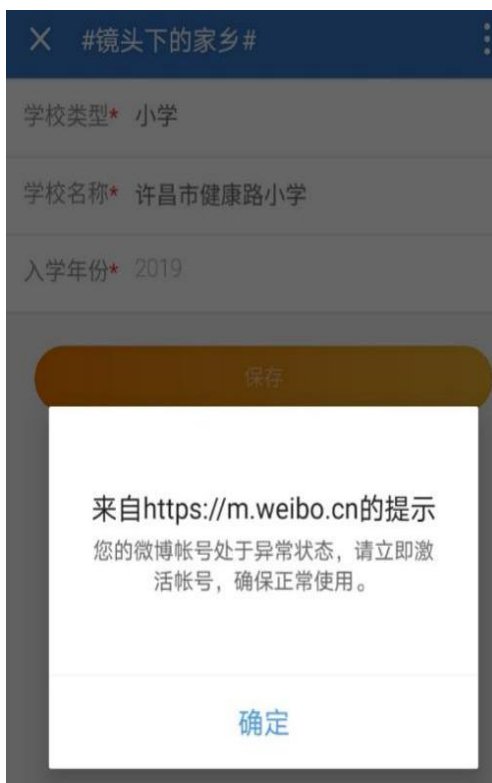 #镜头下的家乡#
学校类型* 小学
学校名称* 许昌市健康路小学
入学年份* 2019
保存
来自https://m.weibo.cn的提示
您的微博帐号处于异常状态，请立即激
活帐号，确保正常使用。
确定